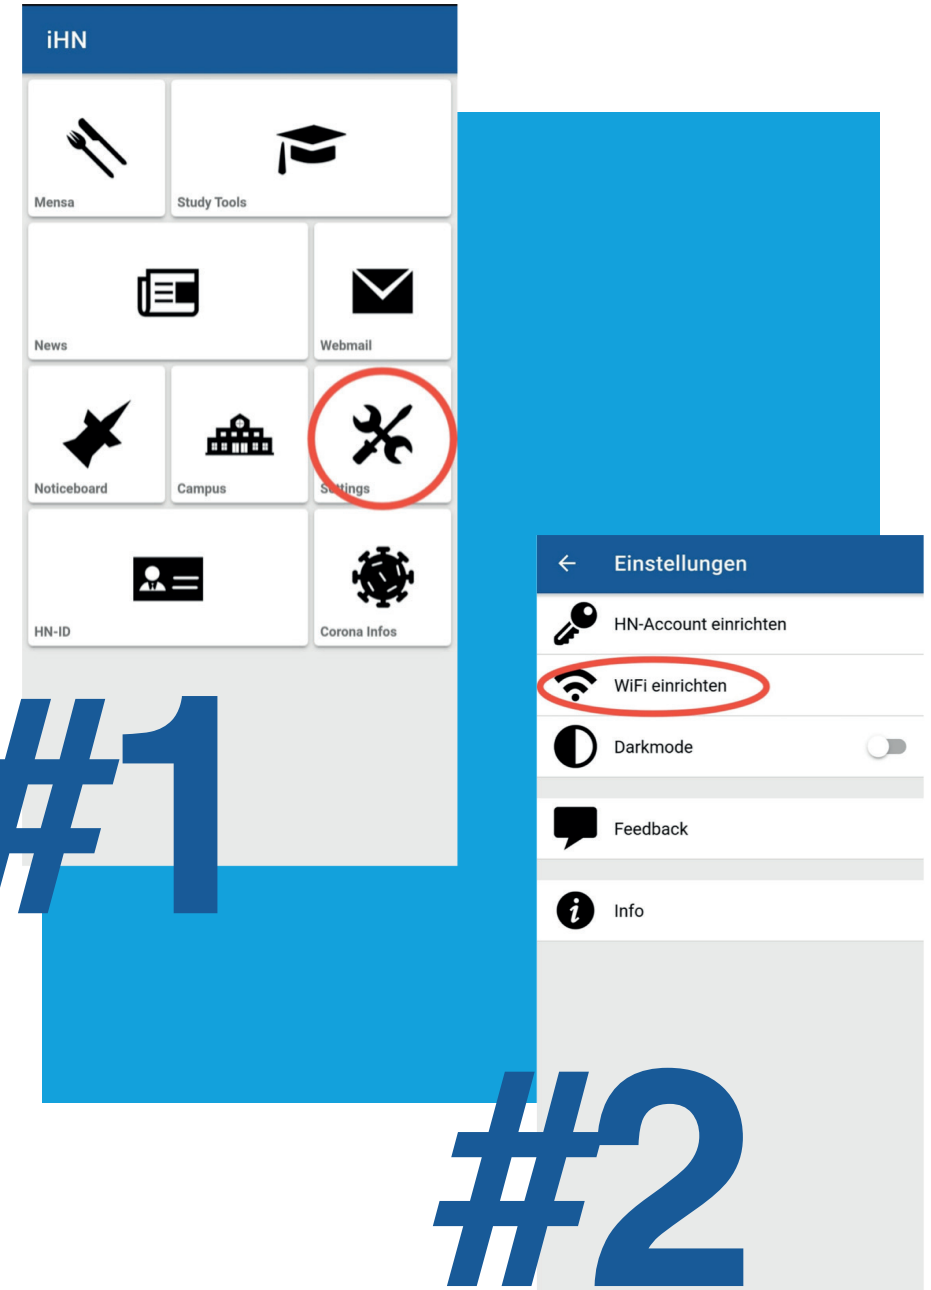 iHN
Mensa
Study Tools
News
Webmail
Noticeboard
Campus
Settings
HN-ID
Corona Infos
#1
Einstellungen
HN-Account einrichten
WiFi einrichten
Darkmode
Feedback
Info
#2